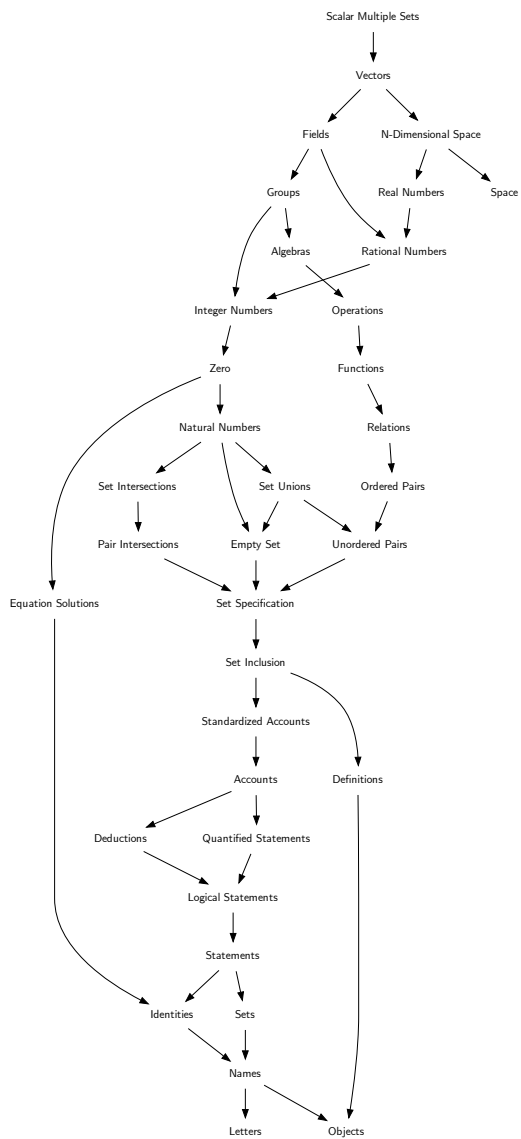 Scalar Multiple Sets
Vectors
Fields
N-Dimensional Space
Groups
Real Numbers
Space
Algebras
Rational Numbers
Integer Numbers
Operations
Zero
Functions
Natural Numbers
Relations
Set Intersections
Set Unions
Ordered Pairs
Pair Intersections
Empty Set
Unordered Pairs
Equation Solutions
Set Specification
Set Inclusion
Standardized Accounts
Accounts
Definitions
Deductions
Quantified Statements
Logical Statements
Statements
Identities
Sets
Names
Letters
Objects